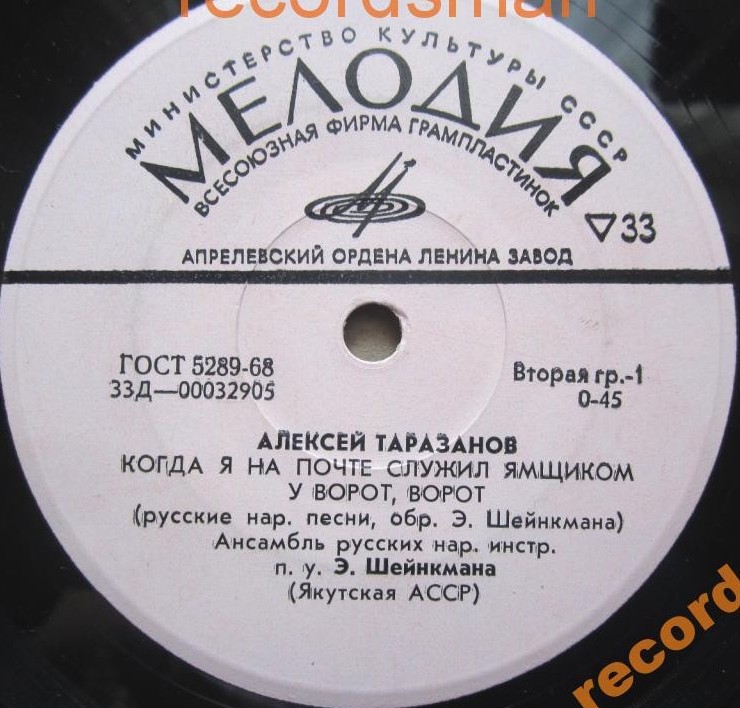 recordsman
МИНИСТЕРСТВО КУЛЬТУРЫ СССР
МЕЛОДИЯ
ВСЕСОЮЗНАЯ ФИРМА ГРАМПЛАСТИНОК
33
АПРЕЛЕВСКИЙ ОРДЕНА ЛЕНИНА ЗАВОД
ГОСТ 5289-68
33Д—00032905
Вторая гр.-1
0-45
АЛЕКСЕЙ ТАРАЗАНОВ
КОГДА Я НА ПОЧТЕ СЛУЖИЛ ЯМЩИКОМ
У ВОРОТ, ВОРОТ
(русские нар. песни, обр. Э. Шейнкмана)
Ансамбль русских нар. инстр.
п. у. Э. Шейнкмана
(Якутская АССР)
record